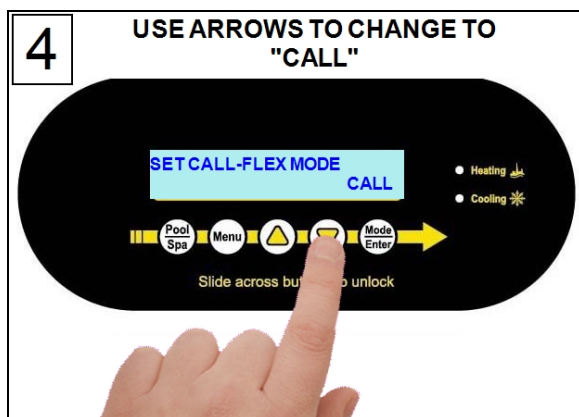 4
USE ARROWS TO CHANGE TO
"CALL"
SET CALL-FLEX MODE
CALL
Heating
Cooling
Pool
Spa
Menu
Mode
Enter
Slide across but o unlock